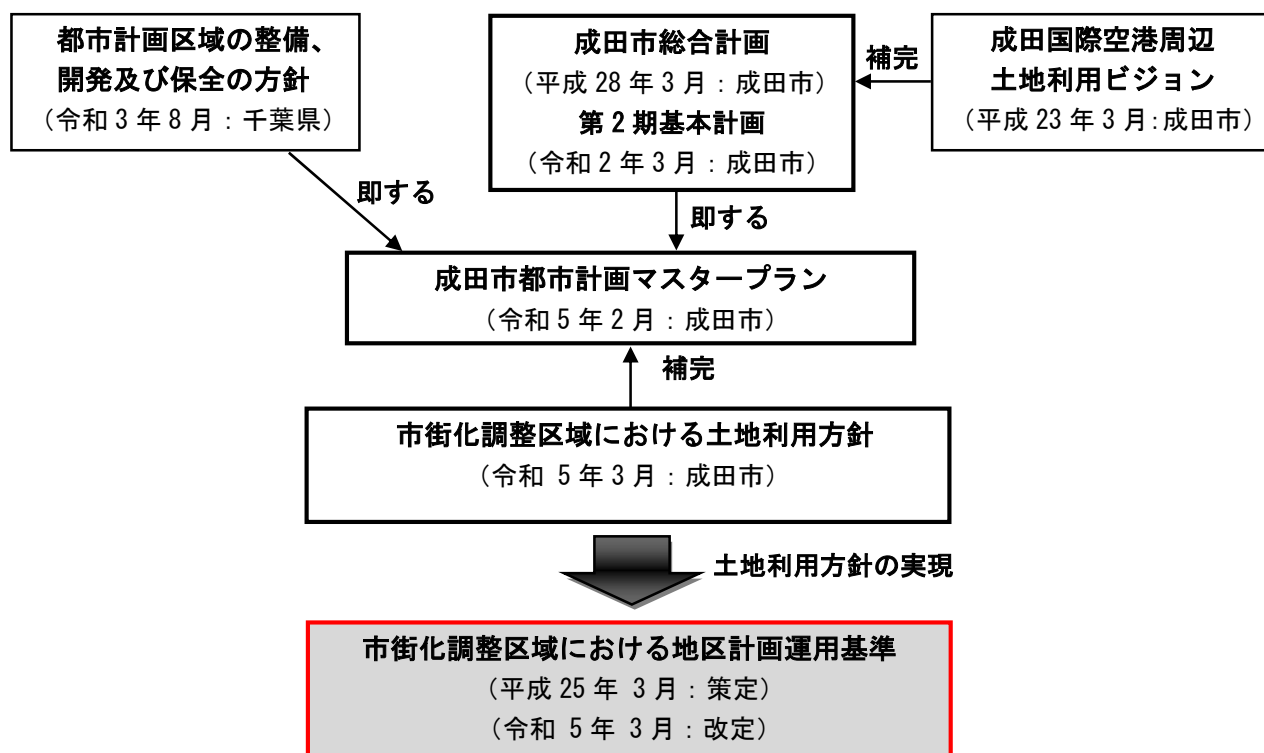 都市計画区域の整備、
開発及び保全の方針
（令和3年8月：千葉県）
成田市総合計画
（平成28年3月：成田市）
第2期基本計画
（令和2年3月：成田市）
補完
成田国際空港周辺
土地利用ビジョン
（平成23年3月：成田市）
即する
即する
成田市都市計画マスタープラン
（令和5年2月：成田市）
補完
市街化調整区域における土地利用方針
（令和 5年3月：成田市）
土地利用方針の実現
市街化調整区域における地区計画運用基準
（平成25年 3月：策定）
（令和 5年3月：改定）